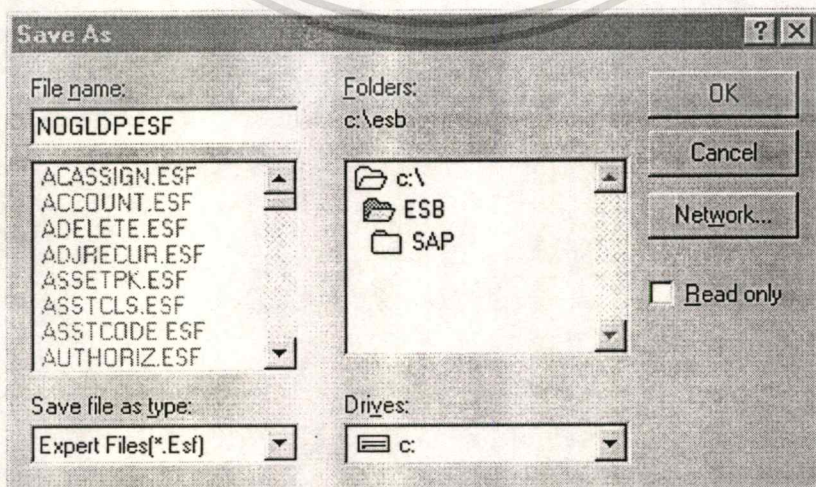 Save As
File name:
NOGLDP.ESF
ACASSIGN.ESF
ACCOUNT.ESF
ADELETE.ESF
ADJRECUR.ESF
ASSETPK.ESF
ASSTCLS.ESF
ASSTCODE.ESF
AUTHORIZ.ESF
Save file as type:
Expert Files(*.Esf)
Folders:
c:\esb
c:\
ESB
SAP
Drives:
c:
OK
Cancel
Network...
Read only